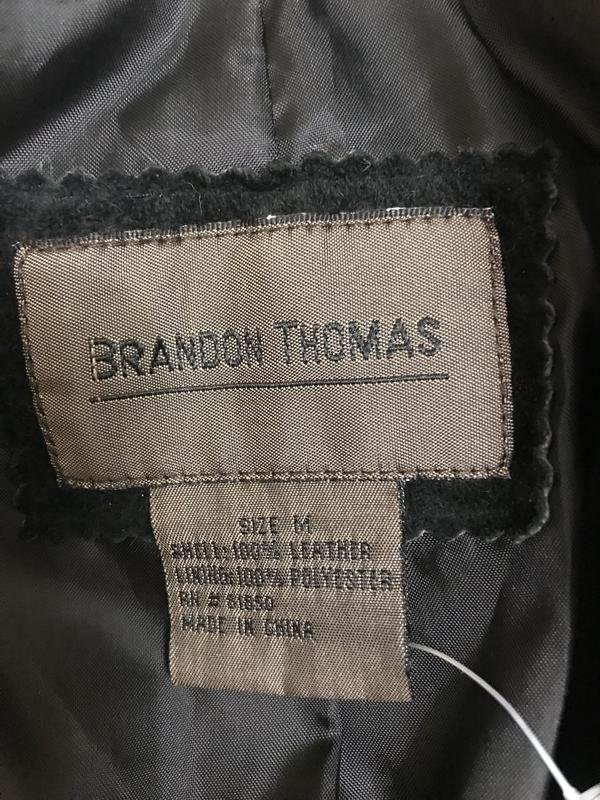 BRANDON THOMAS
SIZE M
SHELL:100% LEATHER
LINING:100% POLYESTER
RN # 81850
MADE IN CHINA